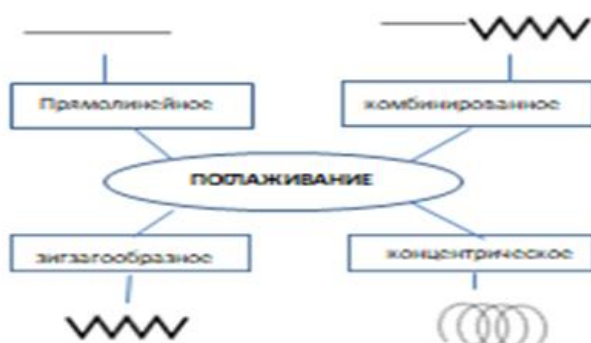 Прямолинейное
комбинированное
ПОГЛАЖИВАНИЕ
зигзагообразное
концентрическое